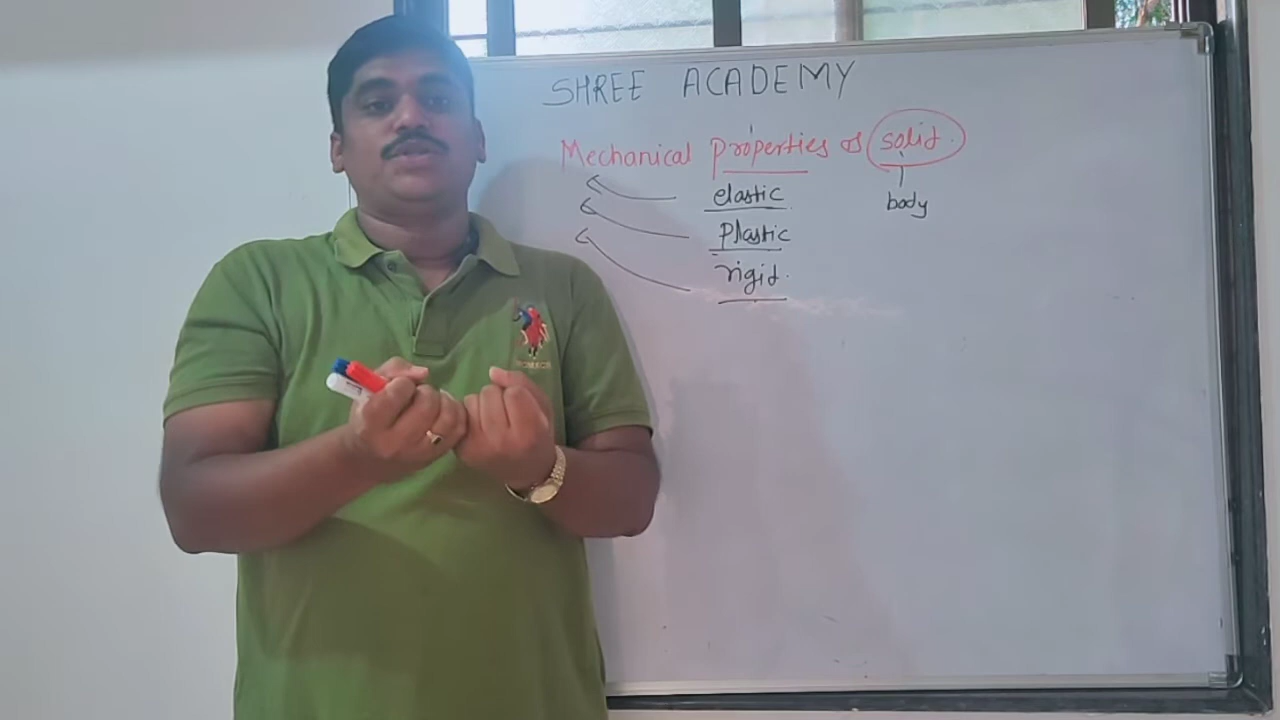 SHREE ACADEMY
Mechanical properties of solid.
body
elastic
Plastic
rigid.